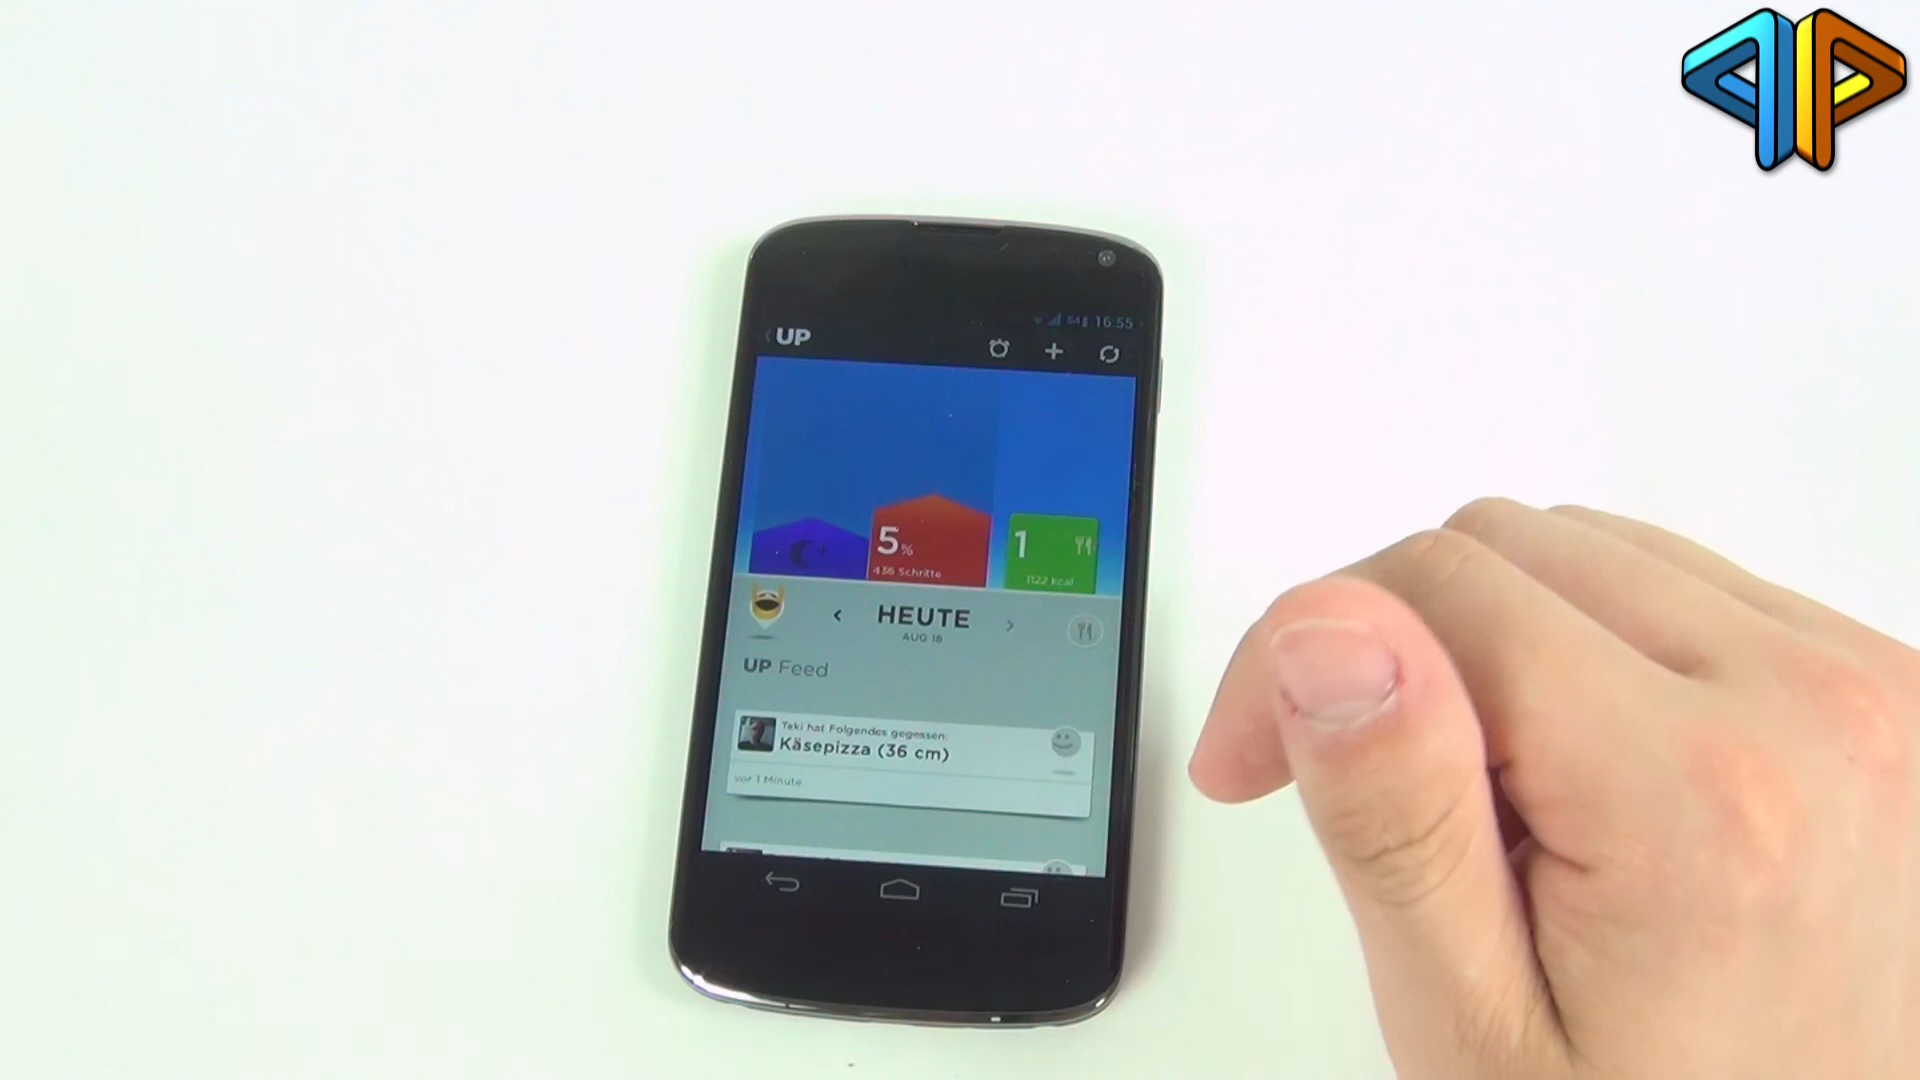 16:55
UP
5%
436 Schritte
1
1122 kcal
HEUTE
AUG 18
UP Feed
Teki hat Folgendes gegessen:
Käsepizza (36 cm)
vor 1 Minute